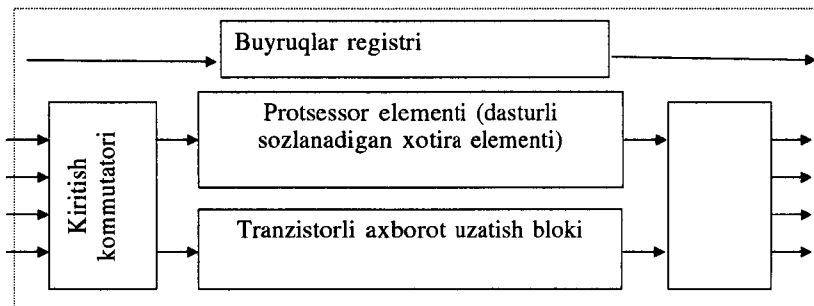 Buyruqlar registri
Protsessor elementi (dasturli
sozlanadigan xotira elementi)
Kiritish
kommutatori
Tranzistorli axborot uzatish bloki